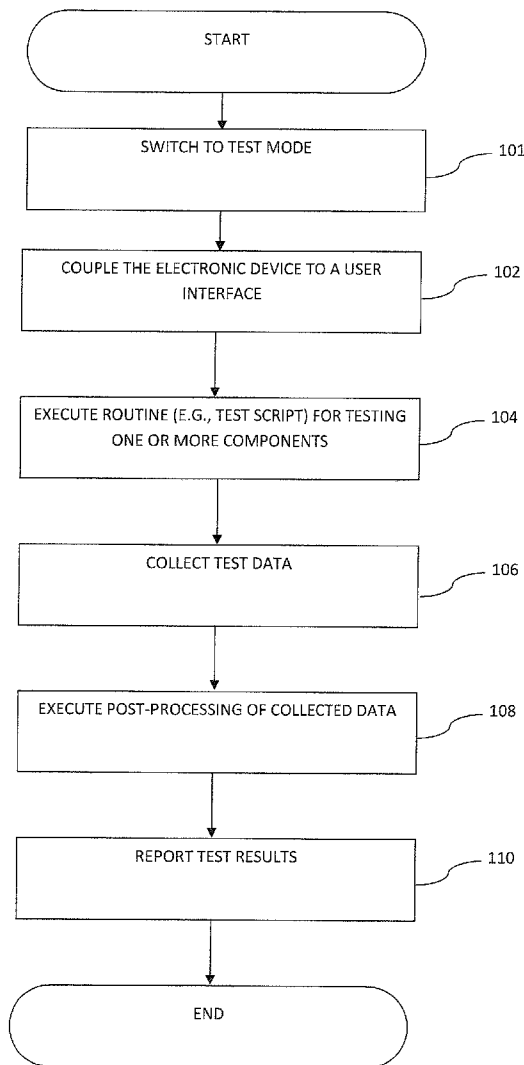 START
SWITCH TO TEST MODE
101
COUPLE THE ELECTRONIC DEVICE TO A USER
INTERFACE
102
EXECUTE ROUTINE (E.G., TEST SCRIPT) FOR TESTING
ONE OR MORE COMPONENTS
104
COLLECT TEST DATA
106
EXECUTE POST-PROCESSING OF COLLECTED DATA
108
REPORT TEST RESULTS
110
END